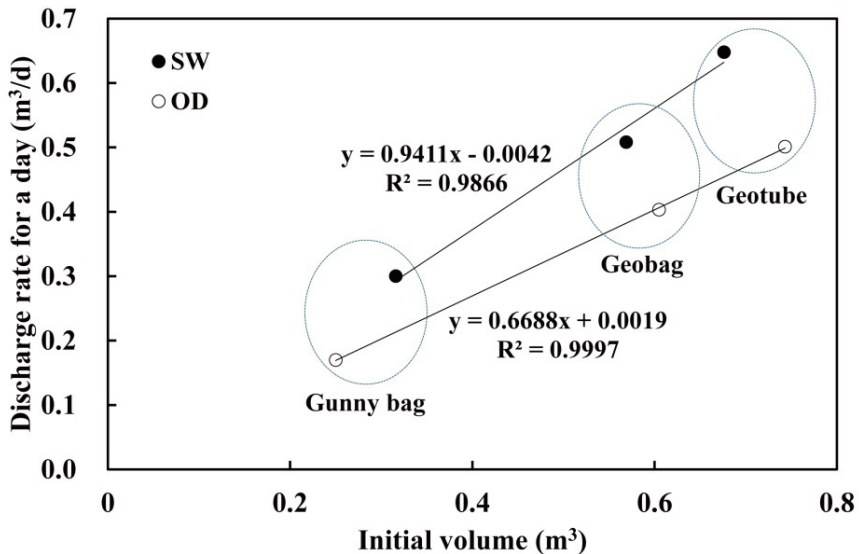 0.7
SW
0.6
OD
0.5
y = 0.9411x - 0.0042
R² = 0.9866
Geotube
0.4
Geobag
0.3
y = 0.6688x + 0.0019
R² = 0.9997
0.2
Gunny bag
0.1
0.0
0 0.2 0.4 0.6 0.8
Initial volume (m³)
Discharge rate for a day (m³/d)